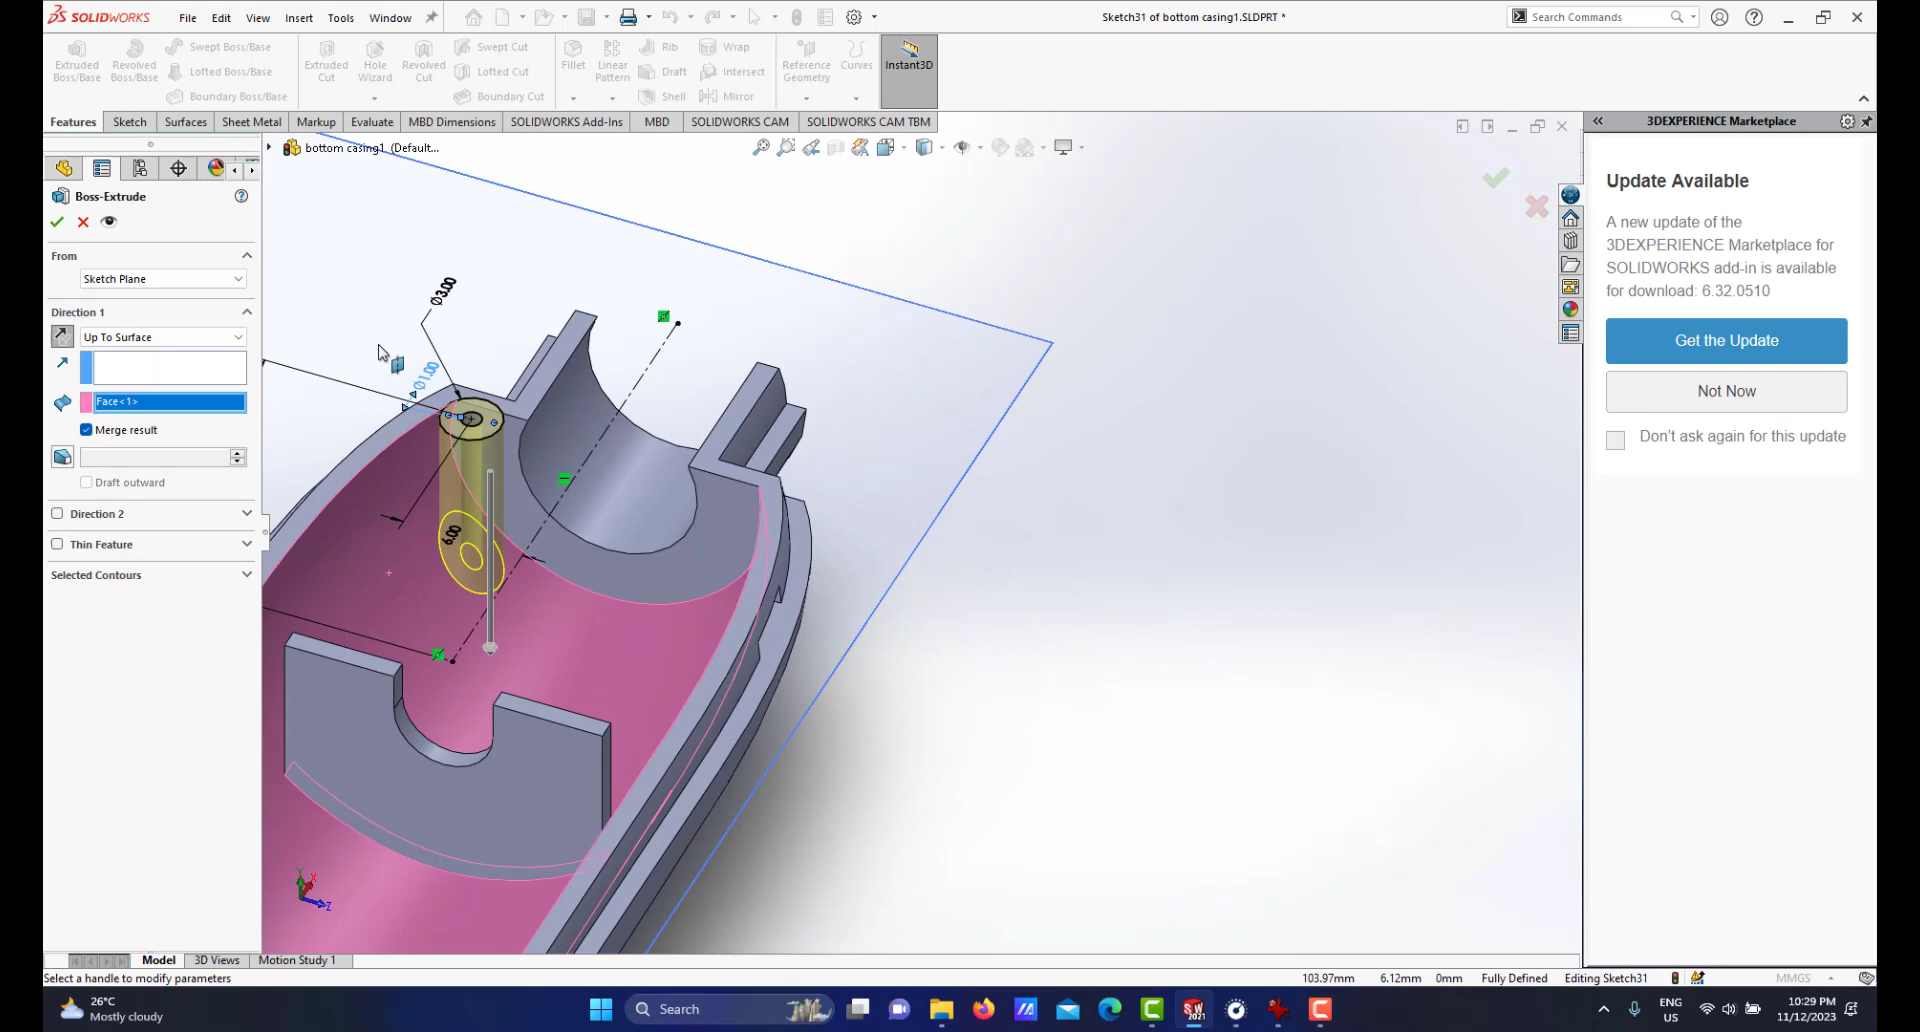 SOLIDWORKS
File Edit View Insert Tools Window
Sketch31 of bottom casing1.SLDPRT *
Search Commands
Extruded Boss/Base
Revolved Boss/Base
Swept Boss/Base
Lofted Boss/Base
Boundary Boss/Base
Extruded Cut
Hole Wizard
Revolved Cut
Swept Cut
Lofted Cut
Boundary Cut
Fillet
Linear Pattern
Rib
Draft
Shell
Wrap
Intersect
Mirror
Reference Geometry
Curves
Instant3D
Features Sketch Surfaces Sheet Metal Markup Evaluate MBD Dimensions SOLIDWORKS Add-Ins MBD SOLIDWORKS CAM SOLIDWORKS CAM TBM
3DEXPERIENCE Marketplace
bottom casing1 (Default...
Boss-Extrude
From
Sketch Plane
Direction 1
Up To Surface
Face<1>
Merge result
Draft outward
Direction 2
Thin Feature
Selected Contours
Ø3.00
Ø1.00
6.00
Y
X
Z
Update Available
A new update of the
3DEXPERIENCE Marketplace for
SOLIDWORKS add-in is available
for download: 6.32.0510
Get the Update
Not Now
Don't ask again for this update
Model 3D Views Motion Study 1
Select a handle to modify parameters
103.97mm 6.12mm 0mm Fully Defined Editing Sketch31 MMGS
26°C
Mostly cloudy
Search
SW
2021
ENG
US
10:29 PM
11/12/2023